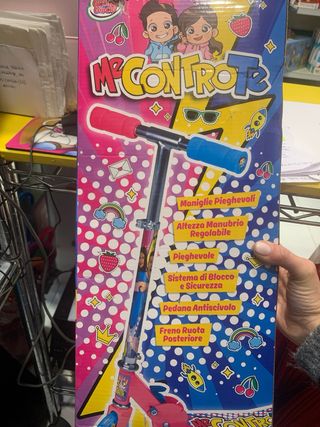 Me CONTRO Te
Maniglie Pieghevoli
Altezza Manubrio
Regolabile
Pieghevole
Sistema di Blocco
e Sicurezza
Pedana Antiscivolo
Freno Ruota
Posteriore